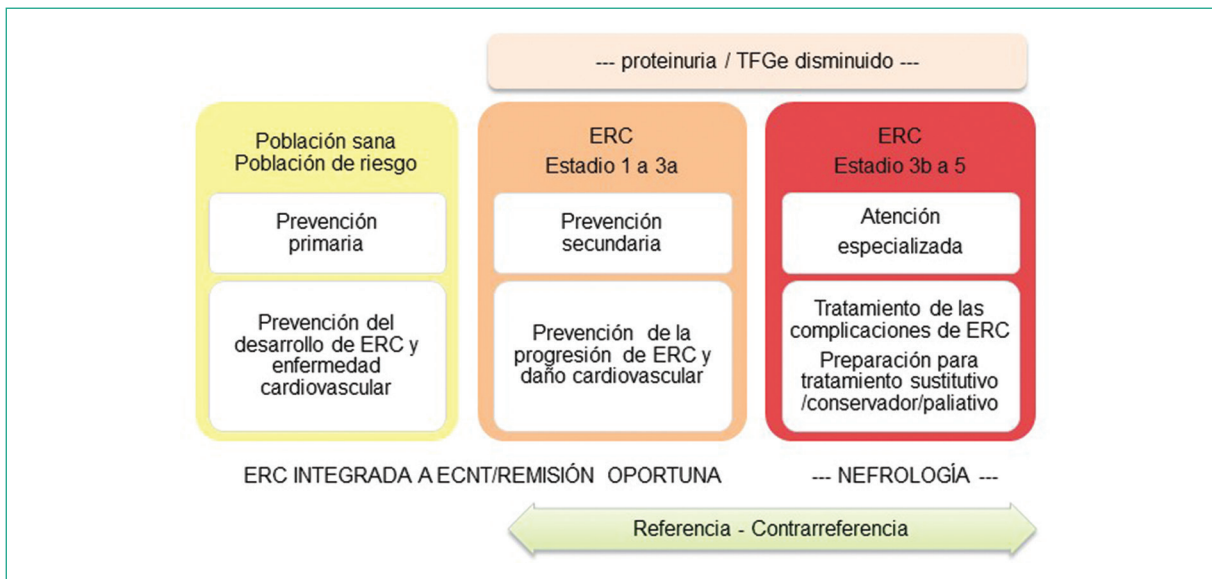 --- proteinuria / TFGe disminuido ---
Población sana
Población de riesgo
Prevención
primaria
Prevención del
desarrollo de ERC y
enfermedad
cardiovascular
ERC
Estadio 1 a 3a
Prevención
secundaria
Prevención de la
progresión de ERC y
daño cardiovascular
ERC
Estadio 3b a 5
Atención
especializada
Tratamiento de las
complicaciones de ERC
Preparación para
tratamiento sustitutivo
/conservador/paliativo
ERC INTEGRADA A ECNT/REMISIÓN OPORTUNA
--- NEFROLOGÍA ---
Referencia - Contrarreferencia